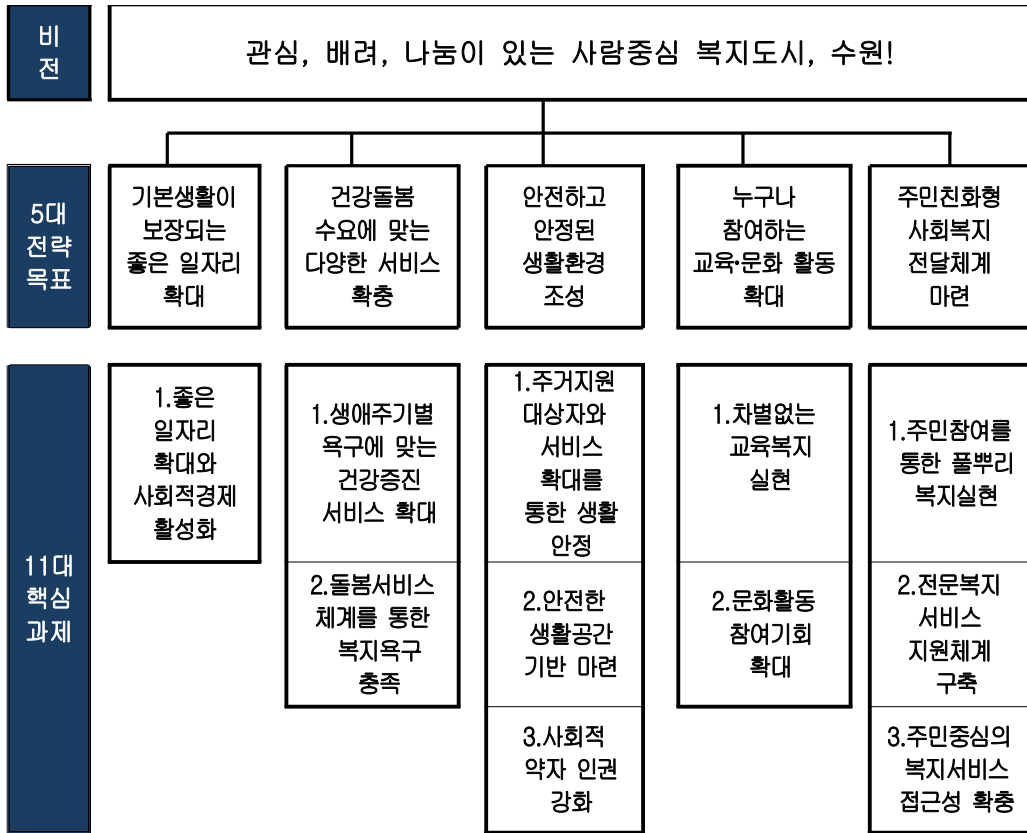 비
전
관심, 배려, 나눔이 있는 사람중심 복지도시, 수원!
5대
전략
목표
기본생활이
보장되는
좋은 일자리
확대
건강돌봄
수요에 맞는
다양한 서비스
확충
안전하고
안정된
생활환경
조성
누구나
참여하는
교육·문화 활동
확대
주민친화형
사회복지
전달체계
마련
11대
핵심
과제
1.좋은
일자리
확대와
사회적경제
활성화
1.생애주기별
욕구에 맞는
건강증진
서비스 확대
2.돌봄서비스
체계를 통한
복지욕구
충족
1.주거지원
대상자와
서비스
확대를
통한 생활
안정
2.안전한
생활공간
기반 마련
3.사회적
약자 인권
강화
1.차별없는
교육복지
실현
2.문화활동
참여기회
확대
1.주민참여를
통한 풀뿌리
복지실현
2.전문복지
서비스
지원체계
구축
3.주민중심의
복지서비스
접근성 확충